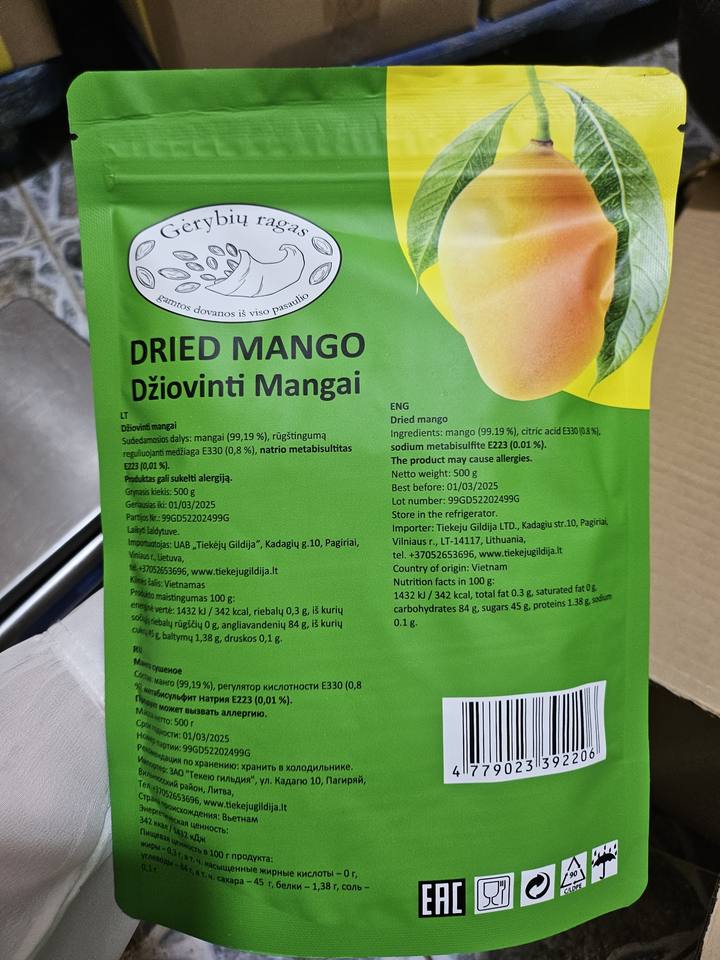 Gėrybių ragas
gamtos dovanos iš viso pasaulio
DRIED MANGO
Džiovinti Mangai
LT
Džiovinti mangai
Sudedamosios dalys: mangai (99,19 %), rūgštingumą
reguliuojanti medžiaga E330 (0,8 %), natrio metabisulfitas
E223 (0,01 %).
Produktas gali sukelti alergiją.
Grynasis kiekis: 500 g
Geriausias iki: 01/03/2025
Partijos Nr.: 99GD52202499G
Laikyti šaldytuve.
Importuotojas: UAB „Tiekėjų Gildija", Kadagių g.10, Pagiriai,
Vilniaus r., Lietuva,
tel. +37052653696, www.tiekejugildija.lt
Kilmės šalis: Vietnamas
Produkto maistingumas 100 g:
energinė vertė: 1432 kJ / 342 kcal, riebalų 0,3 g, iš kurių
sočiųjų riebalų rūgščių 0 g, angliavandenių 84 g, iš kurių
cukrų 45 g, baltymų 1,38 g, druskos 0,1 g.
RU
Манго сушеное
Состав: манго (99,19 %), регулятор кислотности E330 (0,8
%), метабисульфит Натрия E223 (0,01 %).
Продукт может вызвать аллергию.
Масса нетто: 500 г
Срок годности: 01/03/2025
Номер партии: 99GD52202499G
Рекомендация по хранению: хранить в холодильнике.
Импортер: ЗАО "Текею гильдия", ул. Кадагю 10, Пагиряй,
Вильнюсский район, Литва,
Тел. +37052653696, www.tiekejugildija.lt
Страна происхождения: Вьетнам
Энергетическая ценность:
342 ккал / 1432 кДж
Пищевая ценность в 100 г продукта:
жиры – 0,3 г, в т. ч. насыщенные жирные кислоты – 0 г,
углеводы – 84 г, в т. ч. сахара – 45 г, белки – 1,38 г, соль –
0,1 г
ENG
Dried mango
Ingredients: mango (99.19 %), citric acid E330 (0.8 %),
sodium metabisulfite E223 (0.01 %).
The product may cause allergies.
Netto weight: 500 g
Best before: 01/03/2025
Lot number: 99GD52202499G
Store in the refrigerator.
Importer: Tiekeju Gildija LTD., Kadagiu str.10, Pagiriai,
Vilniaus r., LT-14117, Lithuania,
tel. +37052653696, www.tiekejugildija.lt
Country of origin: Vietnam
Nutrition facts in 100 g:
1432 kJ / 342 kcal, total fat 0.3 g, saturated fat 0 g,
carbohydrates 84 g, sugars 45 g, proteins 1.38 g, sodium
0.1 g.
4 779023 392206
EAC
90
C/LDPE